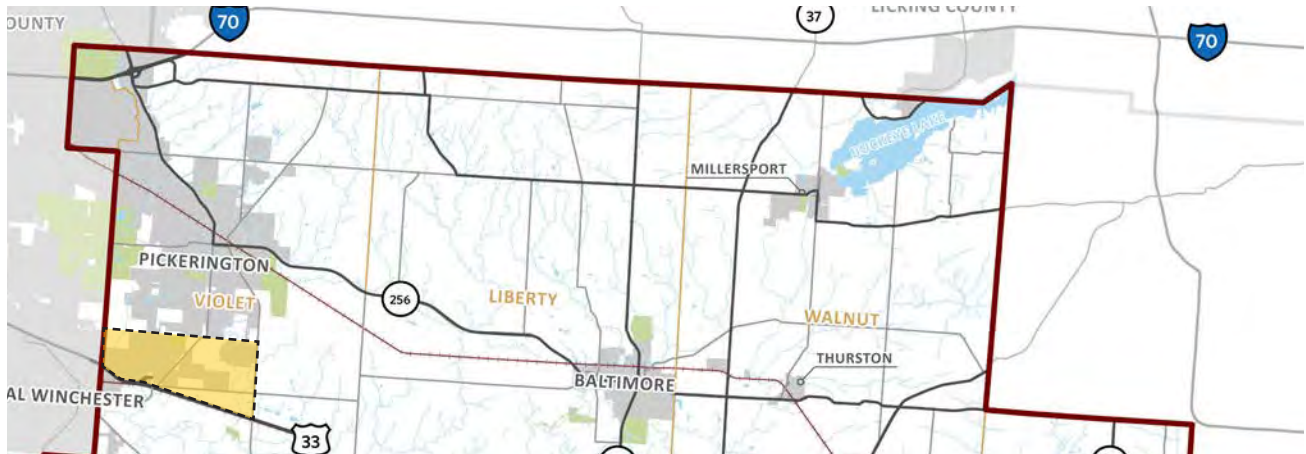 OUNTY
70
37
LICKING COUNTY
70
BUCKEYE LAKE
MILLERSPORT
PICKERINGTON
VIOLET
256
LIBERTY
WALNUT
THURSTON
BALTIMORE
AL WINCHESTER
33